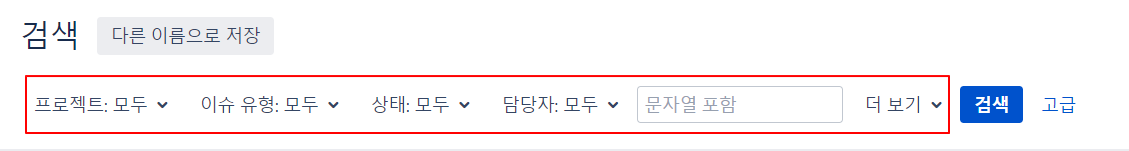 검색 다른 이름으로 저장
프로젝트: 모두 이슈 유형: 모두 상태: 모두 담당자: 모두 문자열 포함 더 보기 검색 고급